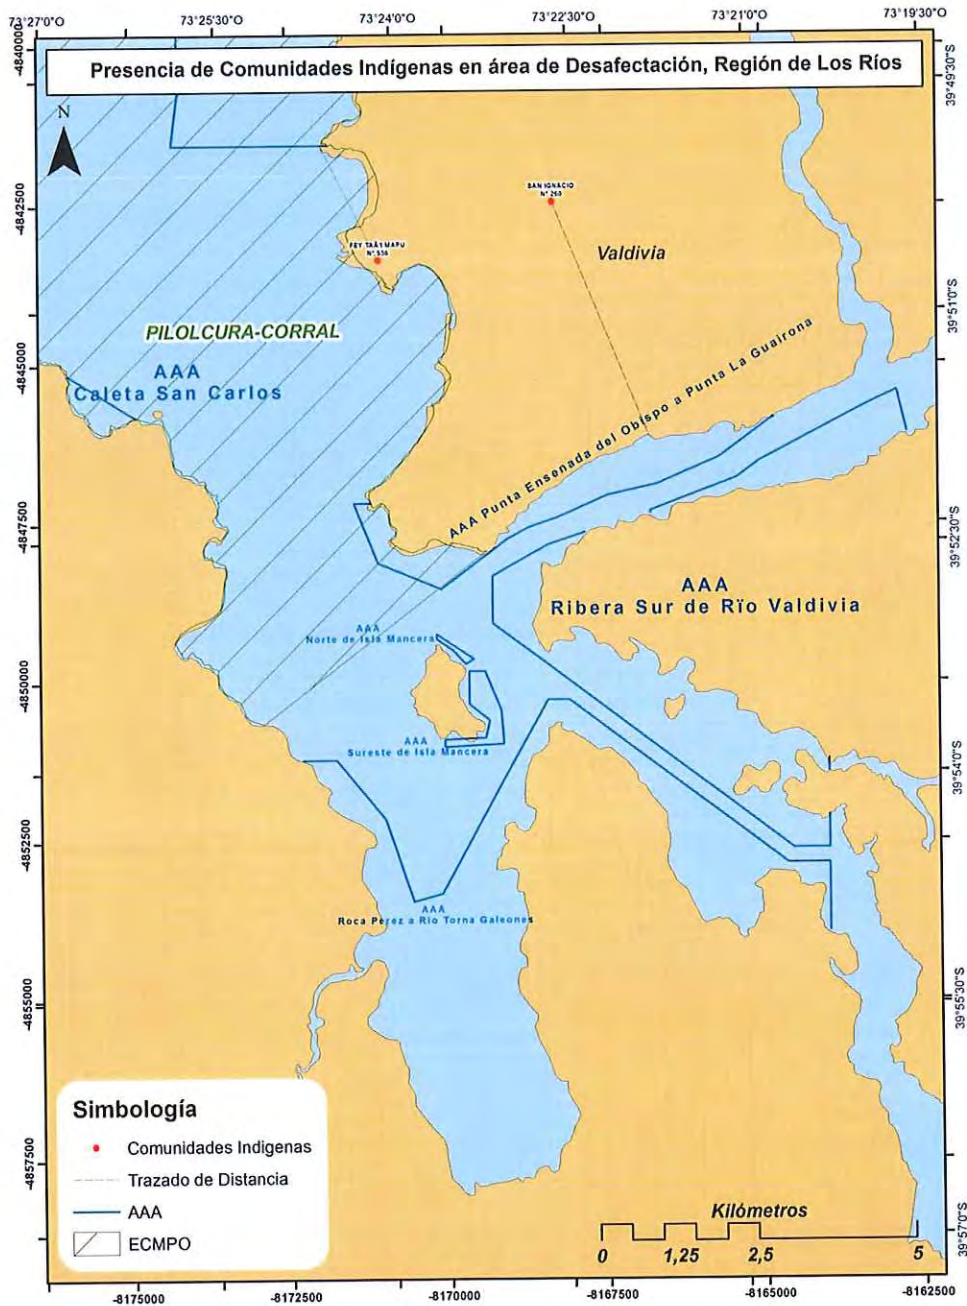 73°27'0"O 73°25'30"O 73°24'0"O 73°22'30"O 73°21'0"O 73°19'30"O
Presencia de Comunidades Indígenas en área de Desafectación, Región de Los Ríos
N
-4840000
-4842500
-4845000
-4847500
-4850000
-4852500
-4855000
-4857500
39°49'30"S
39°51'0"S
39°52'30"S
39°54'0"S
39°55'30"S
39°57'0"S
SAN IGNACIO
N°
FEY
MAPU
N°
Valdivia
PILOLCURA-CORRAL
AAA
Caleta San Carlos
AAA Punta Ensenada del Obispo a Punta La Guairona
AAA
Ribera Sur de Rïo Valdivia
AAA
Norte de Isla Mancera
AAA
Sureste de Isla Mancera
AAA
Roca Perez a Rio Torna Galeones
Simbología
Comunidades Indigenas
Trazado de Distancia
AAA
ECMPO
Kilómetros
0 1,25 2,5 5
-8175000 -8172500 -8170000 -8167500 -8165000 -8162500